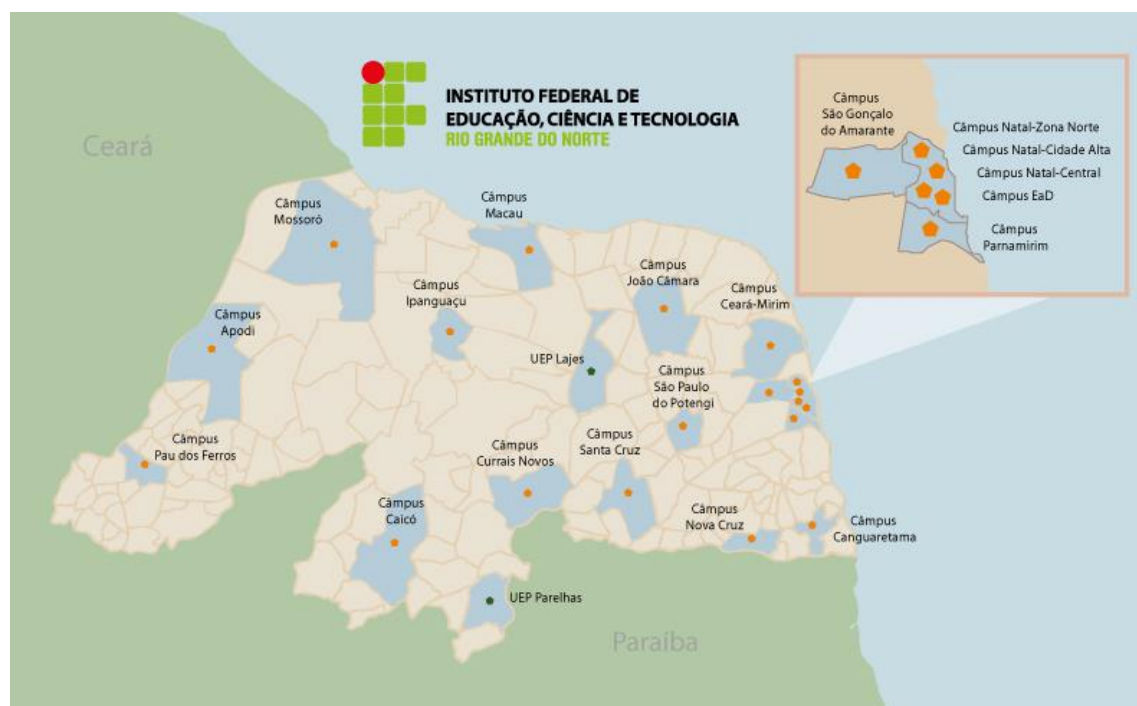 INSTITUTO FEDERAL DE
EDUCAÇÃO, CIÊNCIA E TECNOLOGIA
RIO GRANDE DO NORTE
Ceará
Câmpus
São Gonçalo
do Amarante
Câmpus Natal-Zona Norte
Câmpus Natal-Cidade Alta
Câmpus Natal-Central
Câmpus EaD
Câmpus
Parnamirim
Câmpus
Mossoró
Câmpus
Macau
Câmpus
Ipanguaçu
Câmpus
João Câmara
Câmpus
Ceará-Mirim
Câmpus
Apodi
UEP Lajes
Câmpus
São Paulo
do Potengi
Câmpus
Pau dos Ferros
Câmpus
Currais Novos
Câmpus
Santa Cruz
Câmpus
Caicó
Câmpus
Nova Cruz
Câmpus
Canguaretama
UEP Parelhas
Paraíba